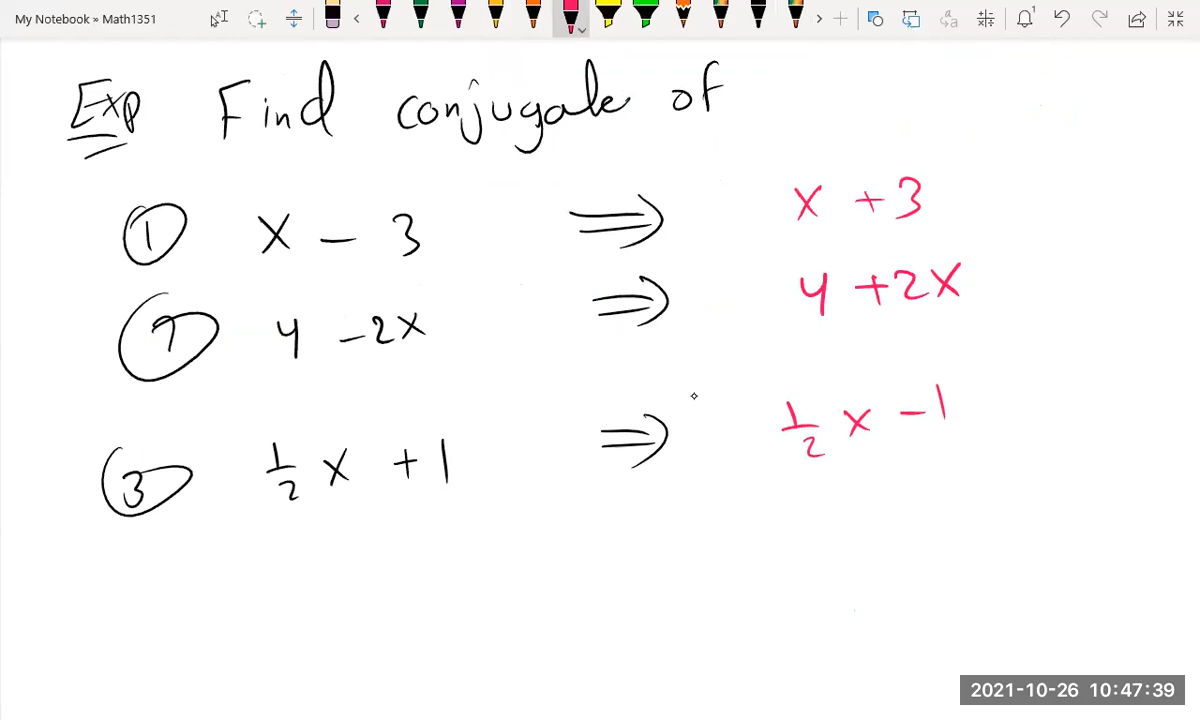 My Notebook » Math1351
Exp Find conjugate of
① x - 3 ⇒ x + 3
② 4 - 2x ⇒ 4 + 2x
③ 1/2 x + 1 ⇒ 1/2 x - 1
2021-10-26 10:47:39